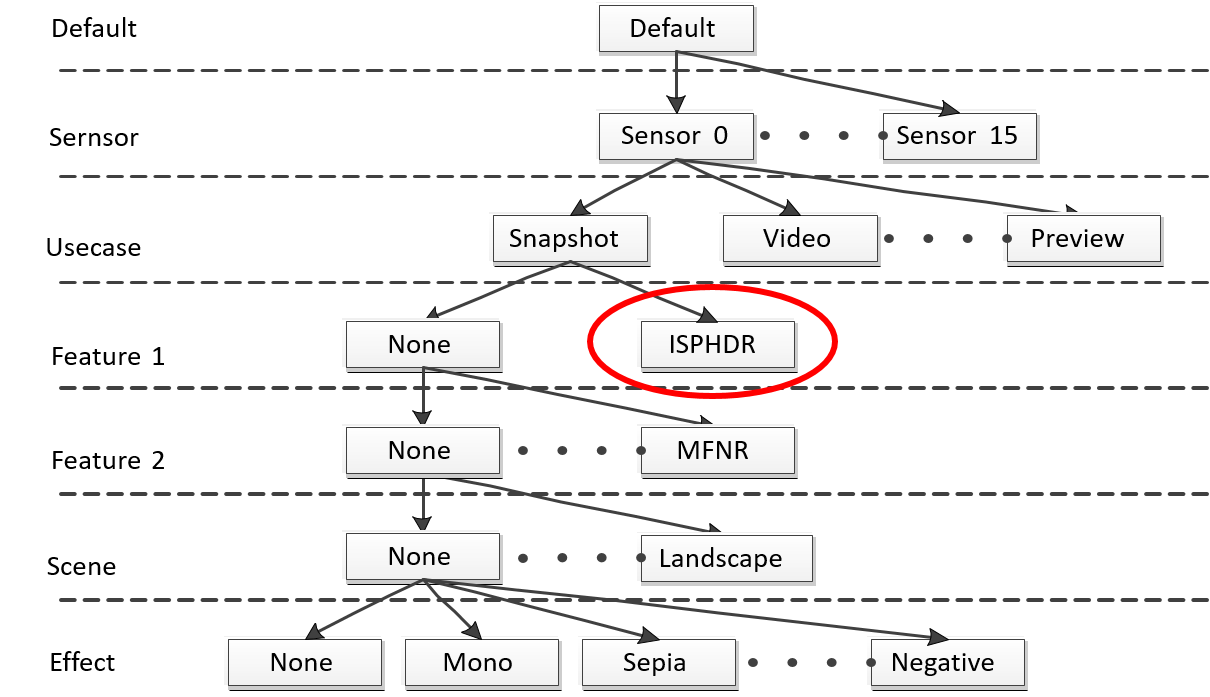 Default
Default
Sernsor
Sensor 0
Sensor 15
Usecase
Snapshot
Video
Preview
Feature 1
None
ISPHDR
Feature 2
None
MFNR
Scene
None
Landscape
Effect
None
Mono
Sepia
Negative